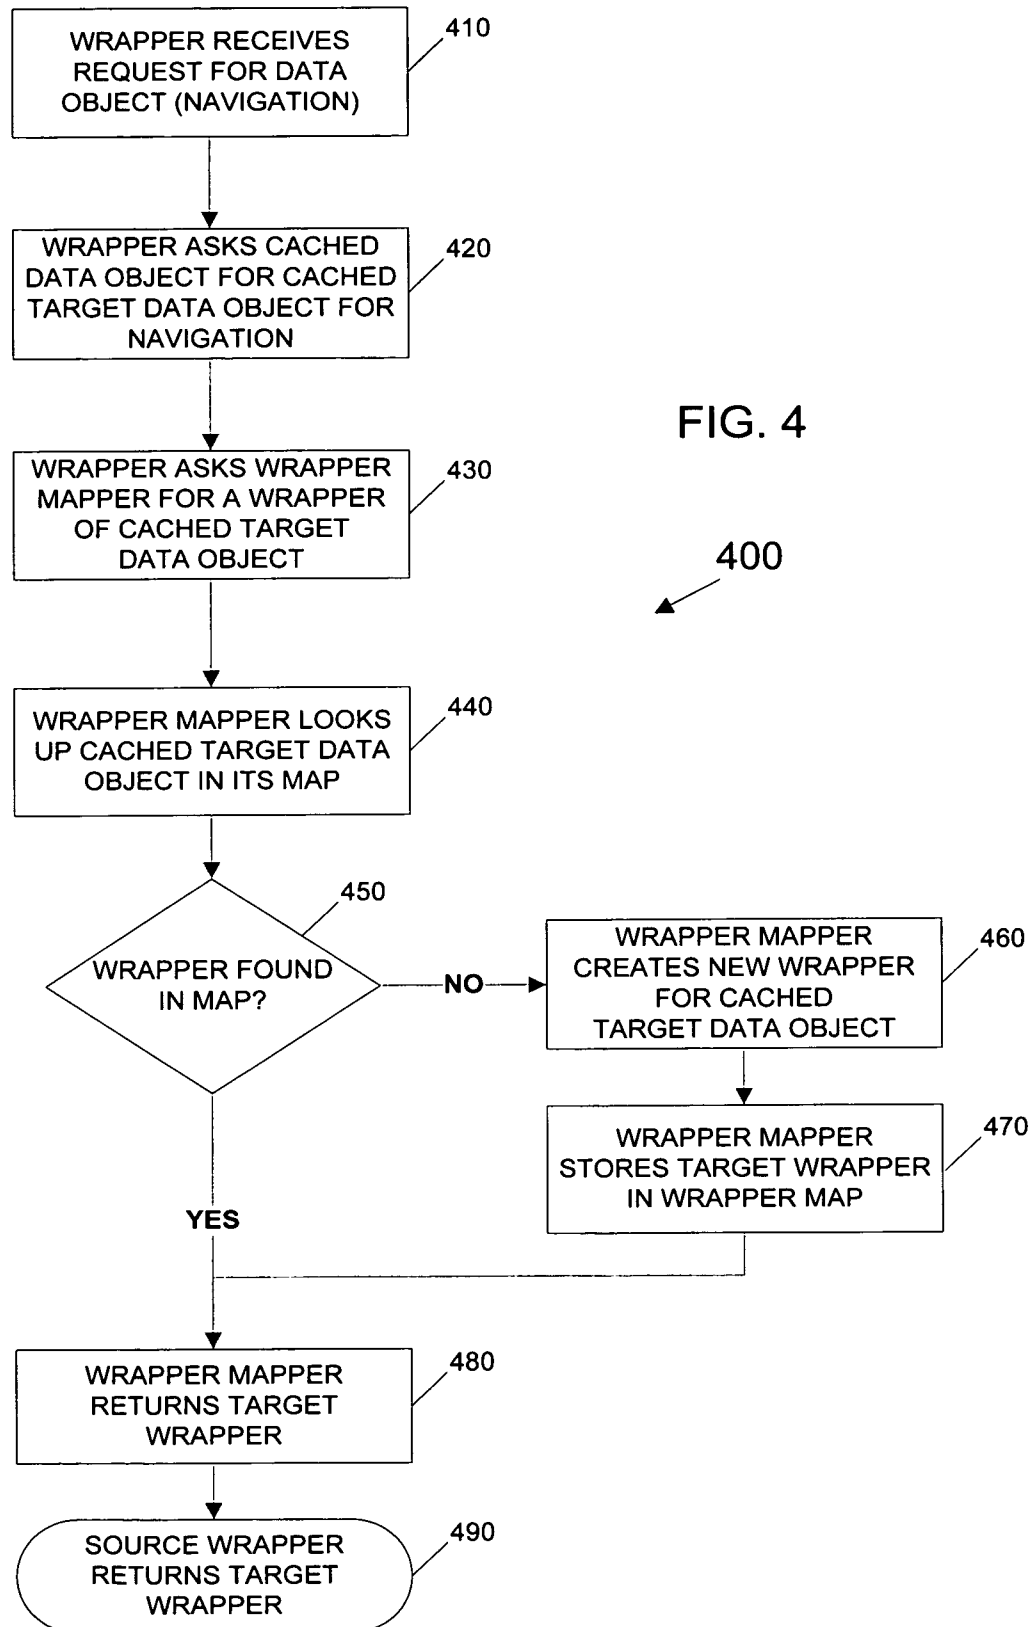 WRAPPER RECEIVES
REQUEST FOR DATA
OBJECT (NAVIGATION)
410
WRAPPER ASKS CACHED
DATA OBJECT FOR CACHED
TARGET DATA OBJECT FOR
NAVIGATION
420
FIG. 4
WRAPPER ASKS WRAPPER
MAPPER FOR A WRAPPER
OF CACHED TARGET
DATA OBJECT
430
400
WRAPPER MAPPER LOOKS
UP CACHED TARGET DATA
OBJECT IN ITS MAP
440
WRAPPER FOUND
IN MAP?
450
NO
WRAPPER MAPPER
CREATES NEW WRAPPER
FOR CACHED
TARGET DATA OBJECT
460
WRAPPER MAPPER
STORES TARGET WRAPPER
IN WRAPPER MAP
470
YES
WRAPPER MAPPER
RETURNS TARGET
WRAPPER
480
SOURCE WRAPPER
RETURNS TARGET
WRAPPER
490